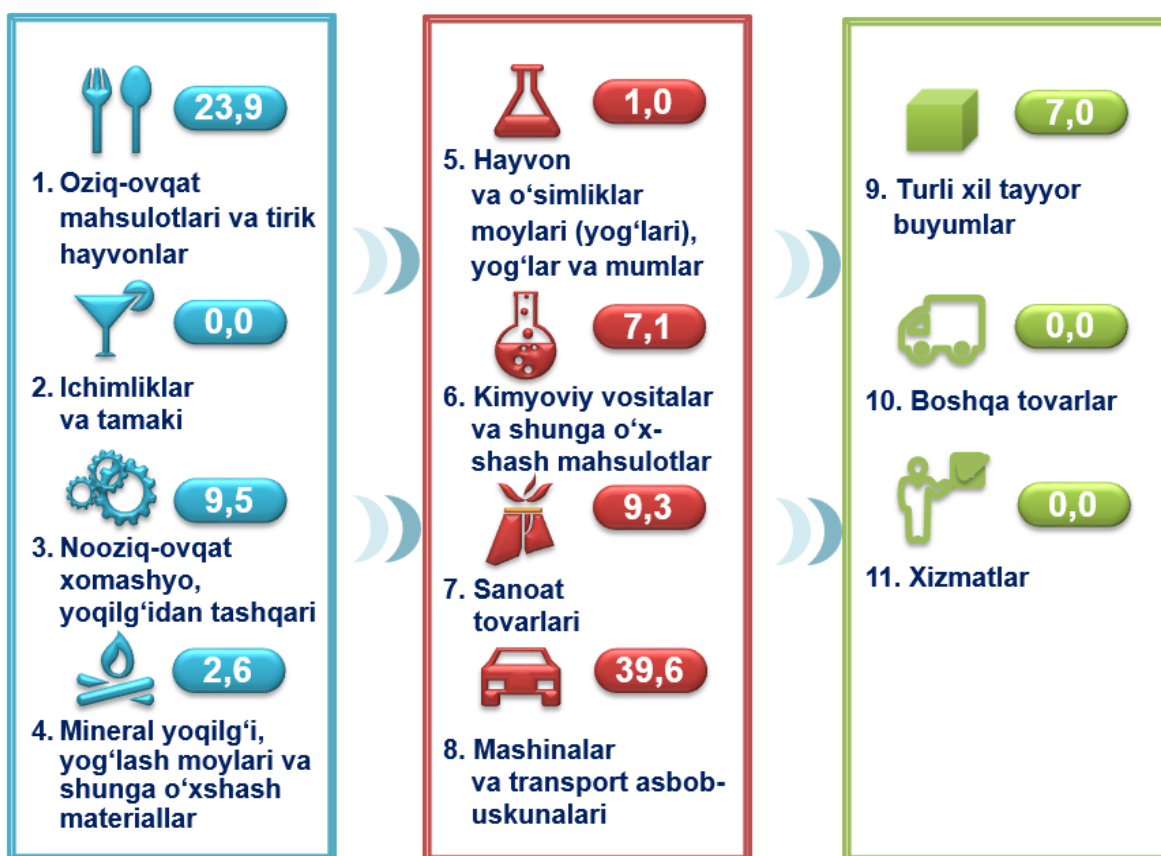 23,9
1. Oziq-ovqat
mahsulotlari va tirik
hayvonlar
0,0
2. Ichimliklar
va tamaki
9,5
3. Nooziq-ovqat
xomashyo,
yoqilg‘idan tashqari
2,6
4. Mineral yoqilg‘i,
yog‘lash moylari va
shunga o‘xshash
materiallar
1,0
5. Hayvon
va o‘simliklar
moylari (yog‘lari),
yog‘lar va mumlar
7,1
6. Kimyoviy vositalar
va shunga o‘x-
shash mahsulotlar
9,3
7. Sanoat
tovarlari
39,6
8. Mashinalar
va transport asbob-
uskunalari
7,0
9. Turli xil tayyor
buyumlar
0,0
10. Boshqa tovarlar
0,0
11. Xizmatlar